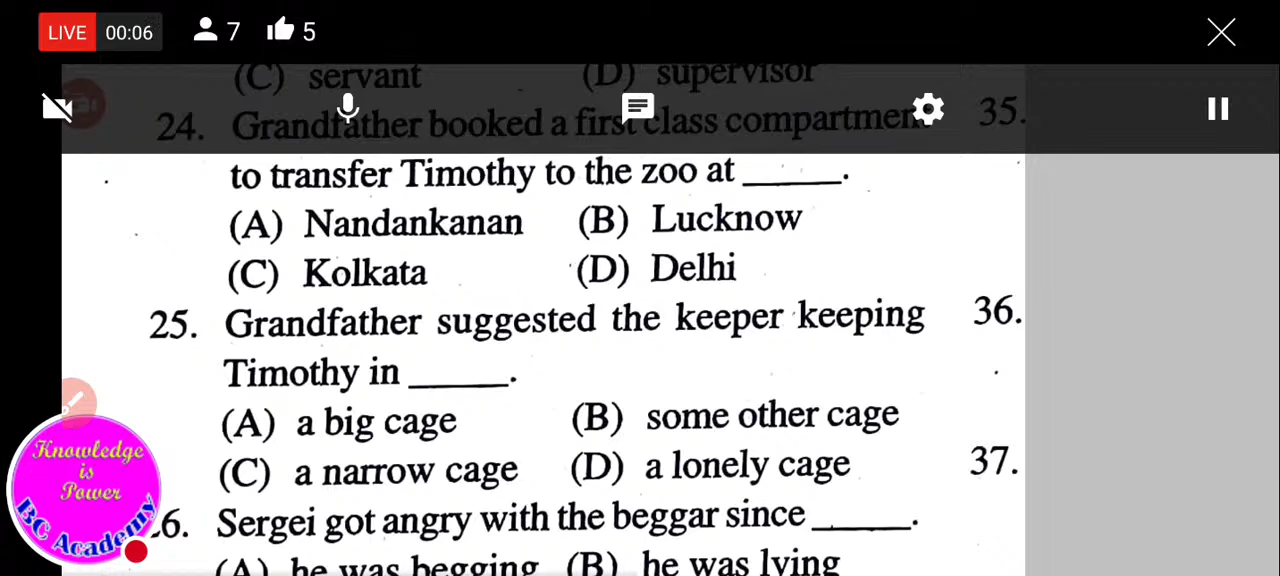 LIVE 00:06 7 5
(C) servant (D) supervisor
24. Grandfather booked a first class compartment 35.
to transfer Timothy to the zoo at ______.
(A) Nandankanan (B) Lucknow
(C) Kolkata (D) Delhi
25. Grandfather suggested the keeper keeping 36.
Timothy in ______.
(A) a big cage (B) some other cage
(C) a narrow cage (D) a lonely cage 37.
26. Sergei got angry with the beggar since ______.
(A) he was begging (B) he was lying
Knowledge
is
Power
BC Academy